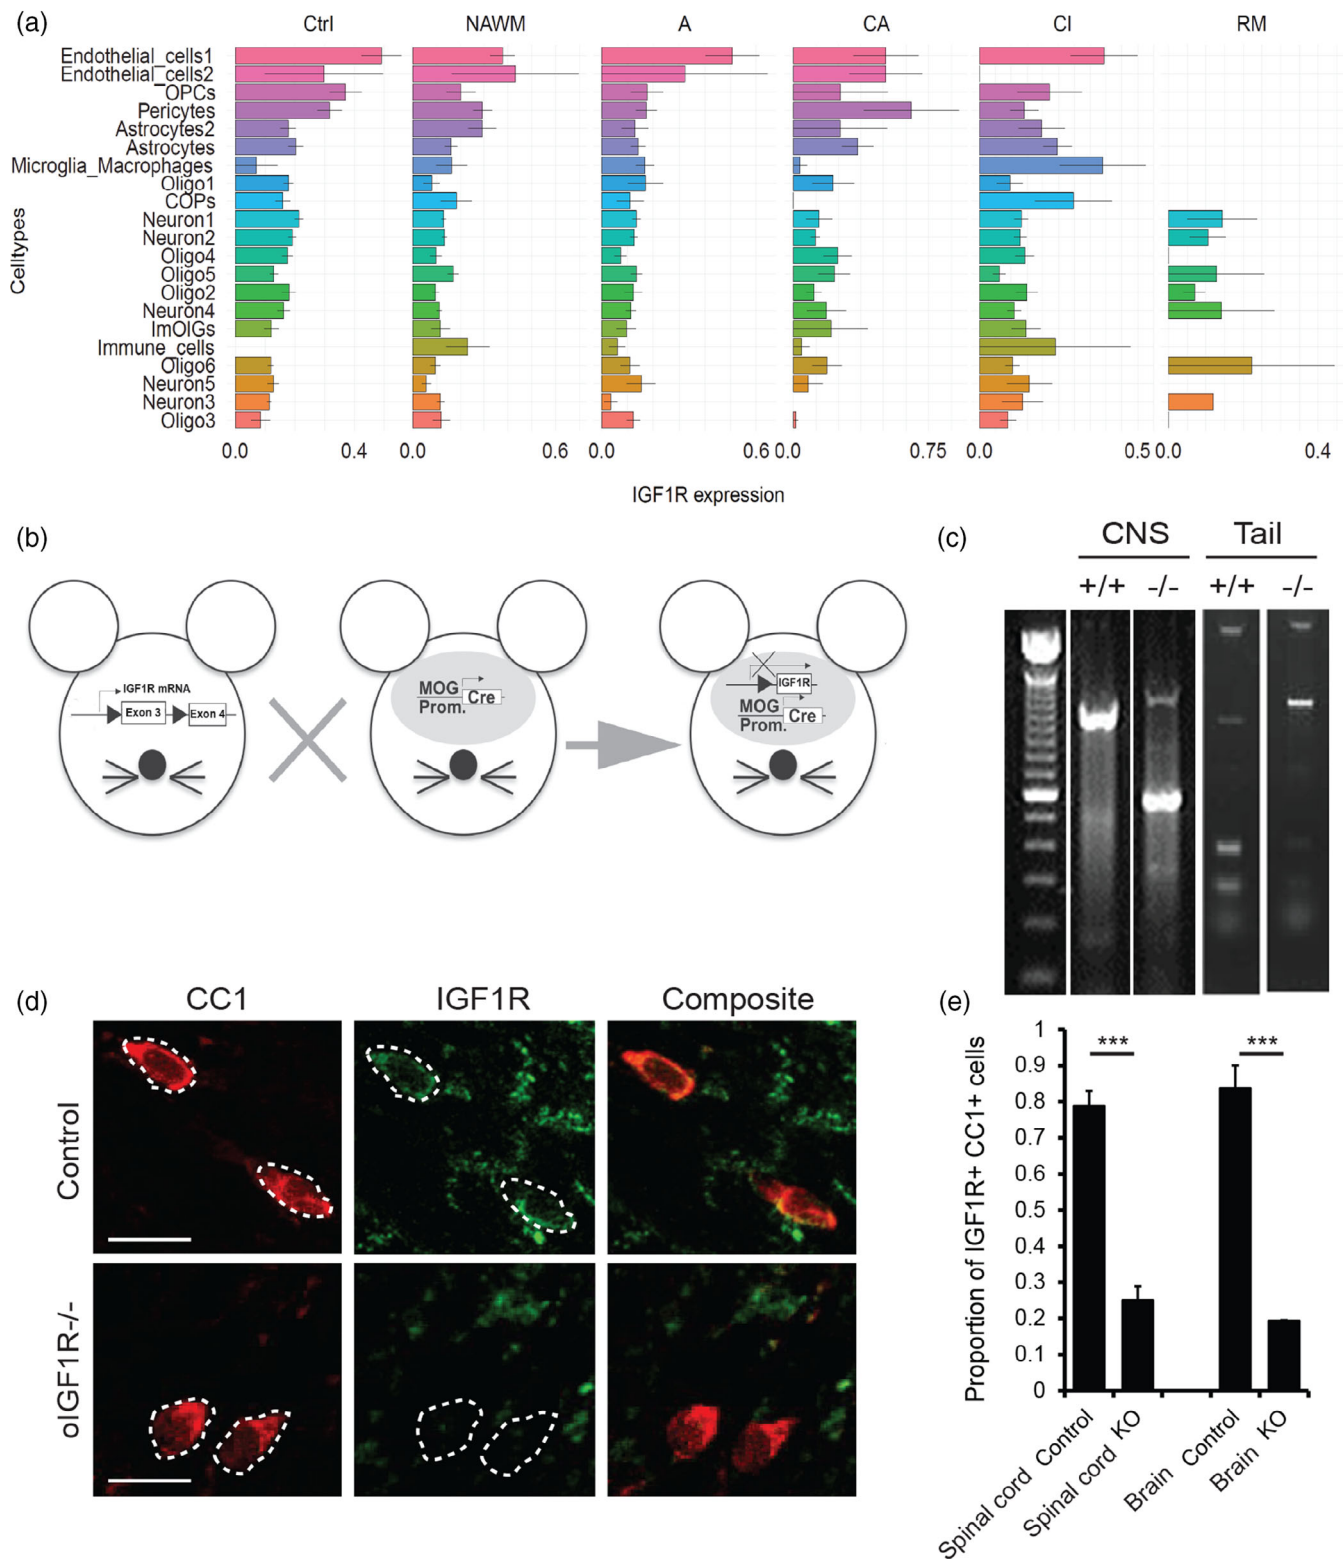 (a)
Ctrl NAWM A CA CI RM
Endothelial_cells1
Endothelial_cells2
OPCs
Pericytes
Astrocytes2
Astrocytes
Microglia_Macrophages
Oligo1
COPs
Neuron1
Neuron2
Oligo4
Oligo5
Oligo2
Neuron4
ImOlGs
Immune_cells
Oligo6
Neuron5
Neuron3
Oligo3
Celltypes
0.0 0.4 0.0 0.6 0.0 0.6 0.0 0.75 0.0 0.5 0.0 0.4
IGF1R expression
(b)
IGF1R mRNA
Exon 3 Exon 4
MOG
Prom. Cre
IGF1R
MOG
Prom. Cre
(c)
CNS Tail
+/+ -/- +/+ -/-
(d)
CC1 IGF1R Composite
Control
oIGF1R-/-
(e)
Proportion of IGF1R+ CC1+ cells
1
0.9
0.8
0.7
0.6
0.5
0.4
0.3
0.2
0.1
0
*** ***
Spinal cord Control
Spinal cord KO
Brain Control
Brain KO